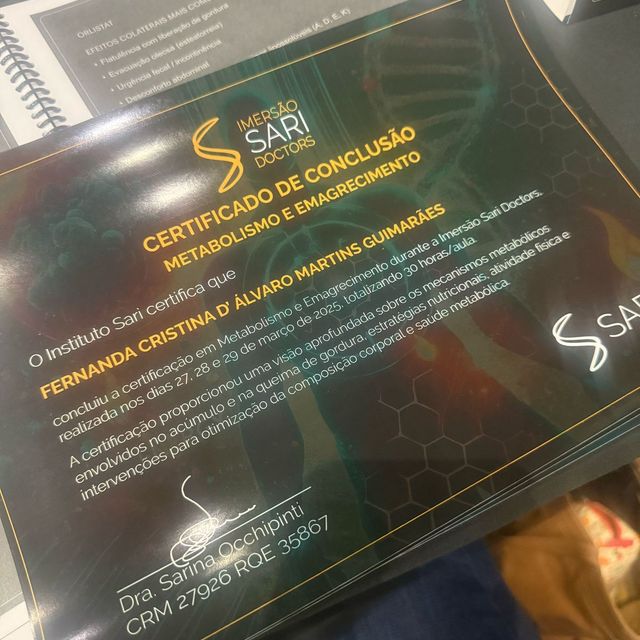 ORLISTAT
EFEITOS COLATERAIS MAIS COM
• Flatulência com liberação de gordura
• Evacuação oleosa (esteatorreia)
• Urgência fecal / incontinência
• Desconforto abdominal
(A, D, E, K)
IMERSÃO
SARI
DOCTORS
CERTIFICADO DE CONCLUSÃO
METABOLISMO E EMAGRECIMENTO
O Instituto Sari certifica que
FERNANDA CRISTINA D' ÁLVARO MARTINS GUIMARÃES
concluiu a certificação em Metabolismo e Emagrecimento durante a Imersão Sari Doctors,
realizada nos dias 27, 28 e 29 de março de 2025, totalizando 30 horas/aula.
A certificação proporcionou uma visão aprofundada sobre os mecanismos metabólicos
envolvidos no acúmulo e na queima de gordura, estratégias nutricionais, atividade física e
intervenções para otimização da composição corporal e saúde metabólica.
SA
Dra. Sarina Occhipinti
CRM 27926 RQE 35867